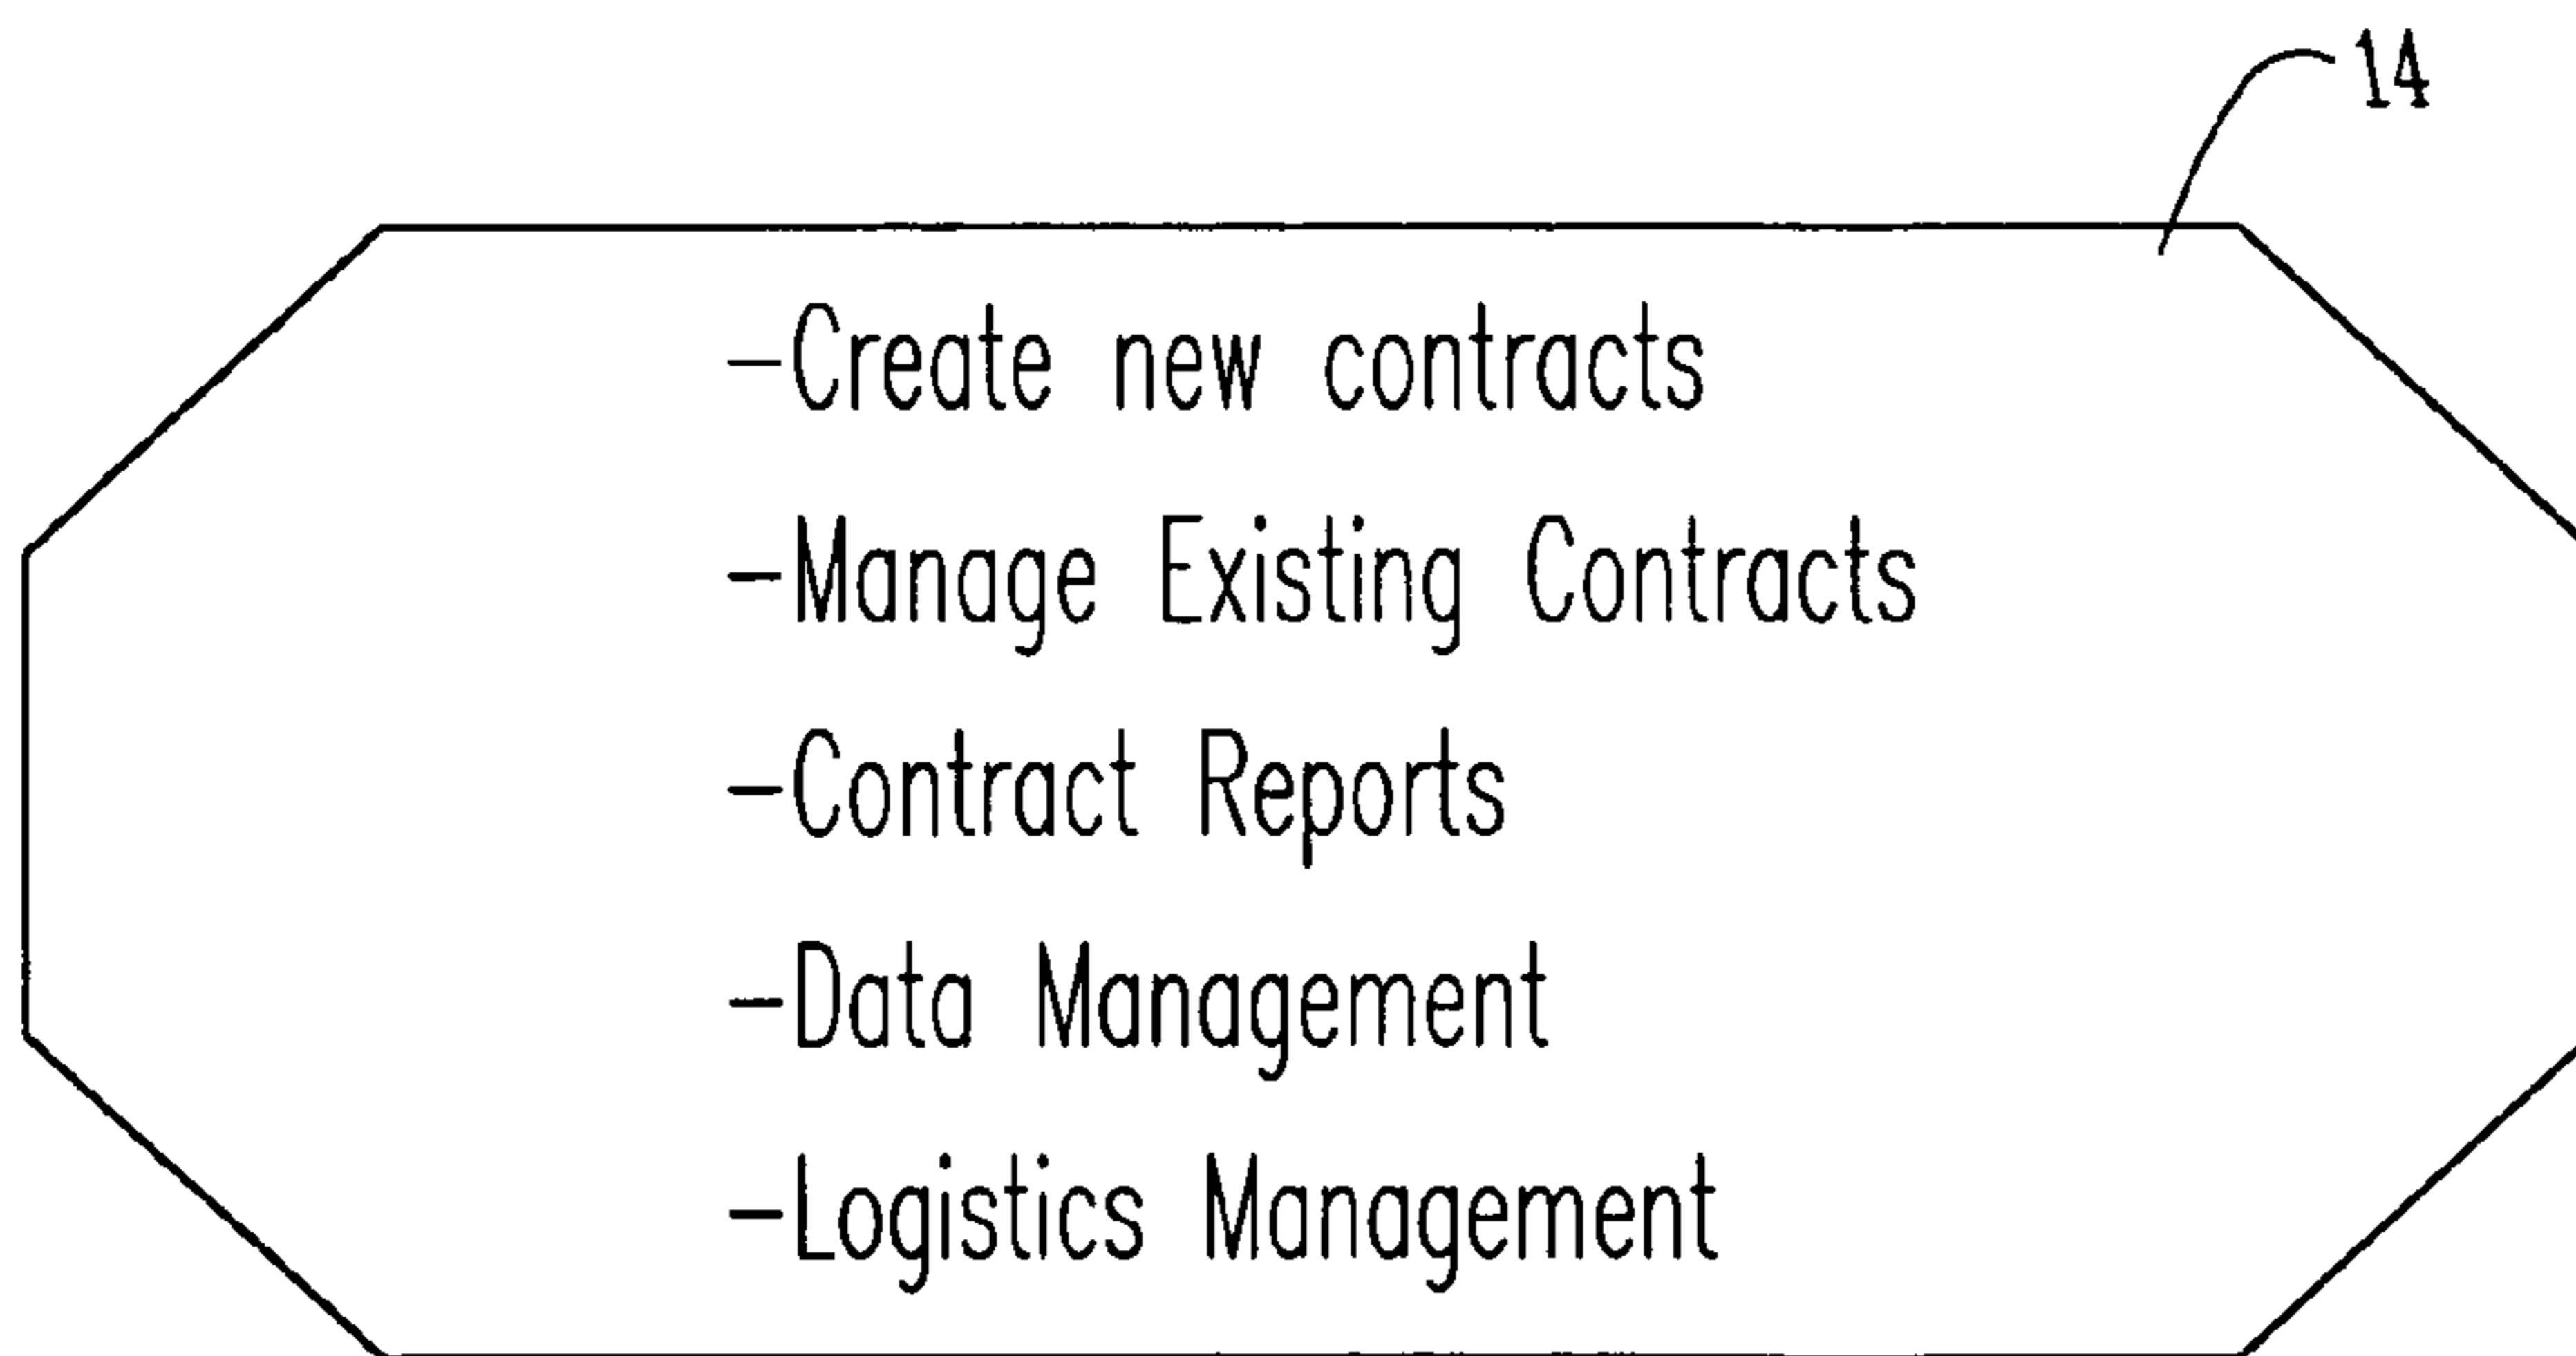 14
-Create new contracts
-Manage Existing Contracts
-Contract Reports
-Data Management
-Logistics Management